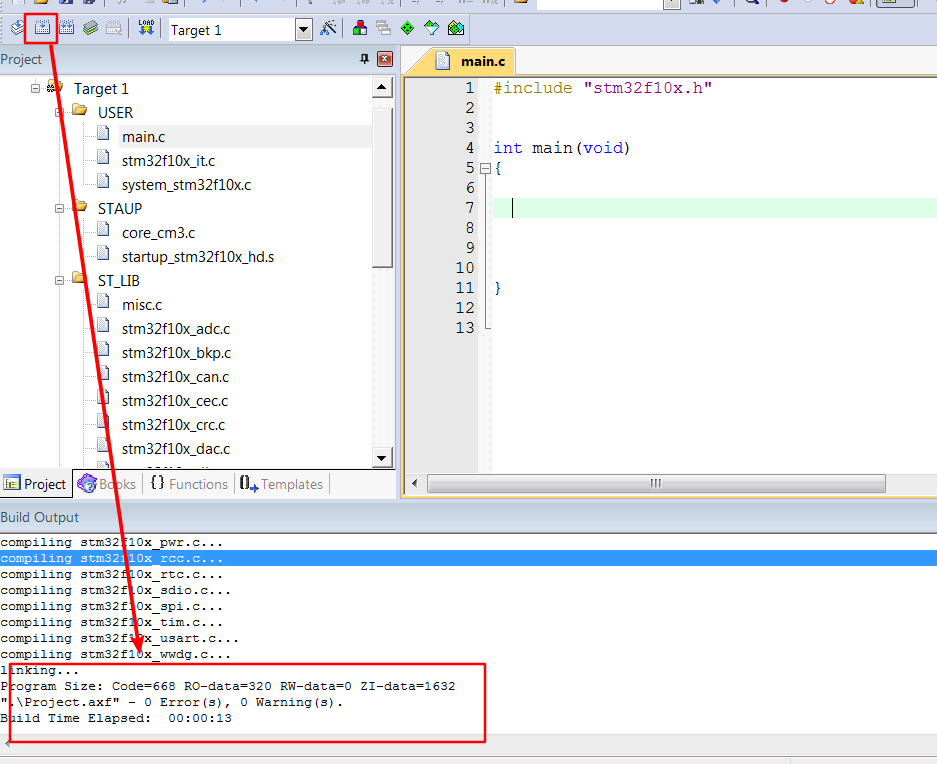 LOAD
Target 1
Project
main.c
Target 1
USER
main.c
stm32f10x_it.c
system_stm32f10x.c
STAUP
core_cm3.c
startup_stm32f10x_hd.s
ST_LIB
misc.c
stm32f10x_adc.c
stm32f10x_bkp.c
stm32f10x_can.c
stm32f10x_cec.c
stm32f10x_crc.c
stm32f10x_dac.c
1 #include "stm32f10x.h"
2
3
4 int main(void)
5 {
6
7
8
9
10
11 }
12
13
Project Books {} Functions Templates
Build Output
compiling stm32f10x_pwr.c...
compiling stm32f10x_rcc.c...
compiling stm32f10x_rtc.c...
compiling stm32f10x_sdio.c...
compiling stm32f10x_spi.c...
compiling stm32f10x_tim.c...
compiling stm32f10x_usart.c...
compiling stm32f10x_wwdg.c...
linking...
Program Size: Code=668 RO-data=320 RW-data=0 ZI-data=1632
".\Project.axf" - 0 Error(s), 0 Warning(s).
Build Time Elapsed:  00:00:13